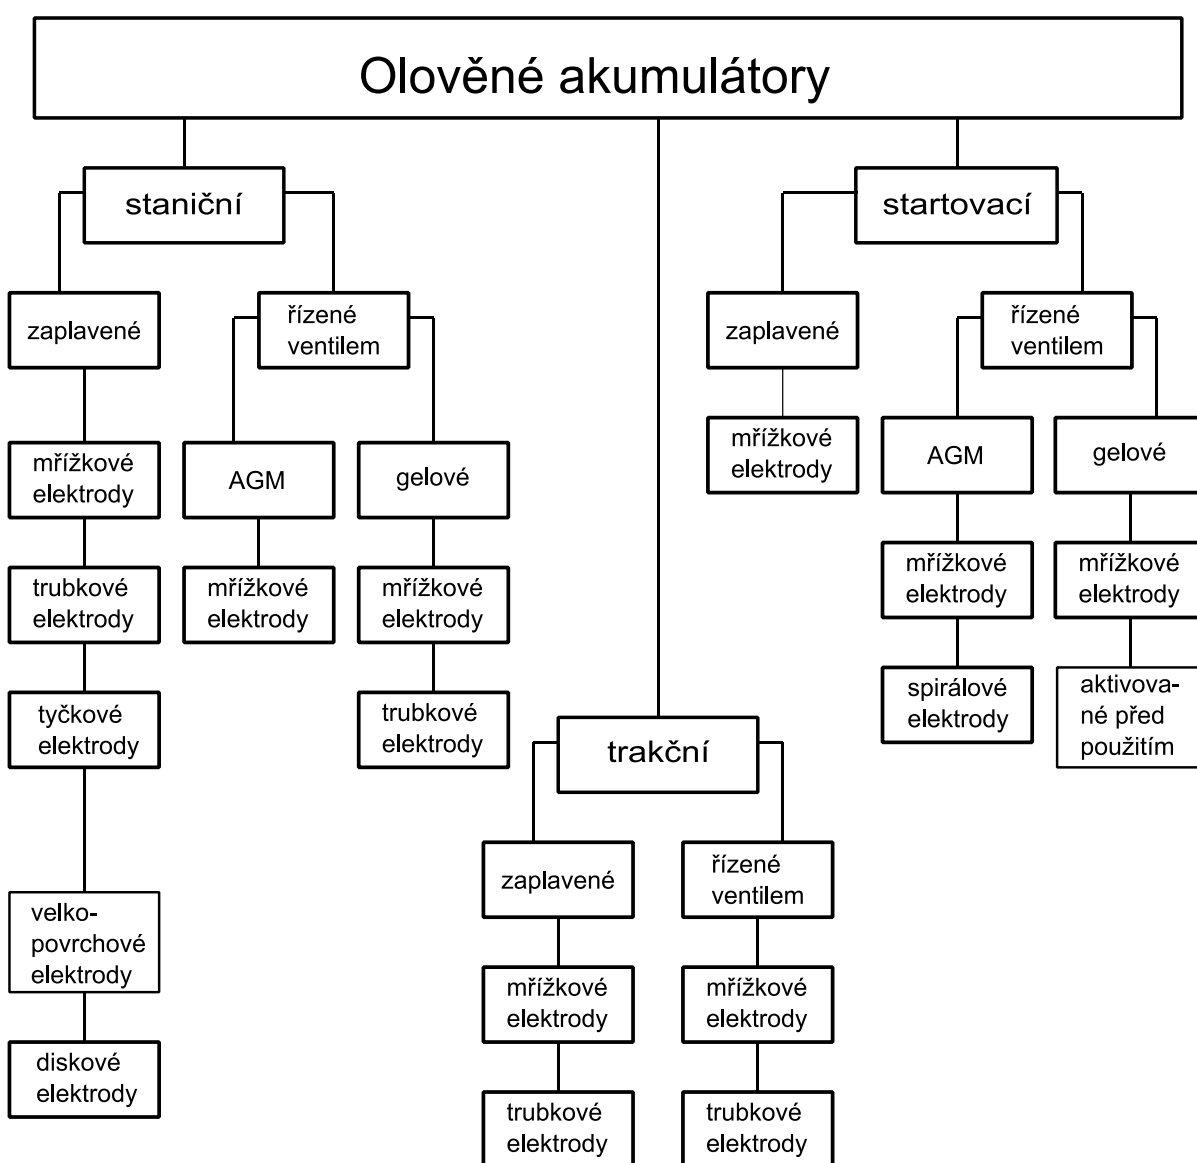 Olověné akumulátory
staniční
zaplavené
mřížkové
elektrody
trubkové
elektrody
tyčkové
elektrody
velko-
povrchové
elektrody
diskové
elektrody
řízené
ventilem
AGM
mřížkové
elektrody
gelové
mřížkové
elektrody
trubkové
elektrody
trakční
zaplavené
mřížkové
elektrody
trubkové
elektrody
řízené
ventilem
mřížkové
elektrody
trubkové
elektrody
startovací
zaplavené
mřížkové
elektrody
řízené
ventilem
AGM
mřížkové
elektrody
spirálové
elektrody
gelové
mřížkové
elektrody
aktivova-
né před
použitím